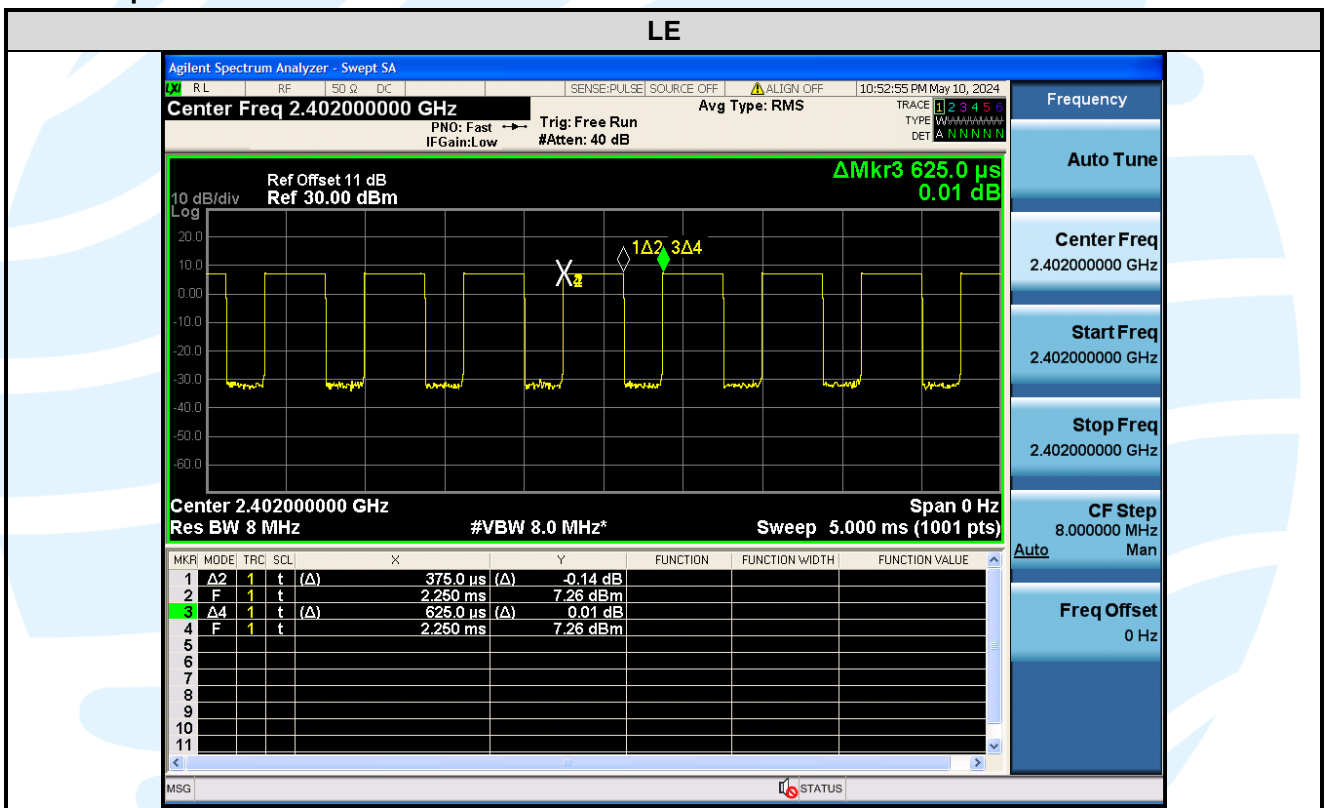 LE
Agilent Spectrum Analyzer - Swept SA
LXI RL RF 50 Ω DC SENSE:PULSE SOURCE OFF ALIGN OFF 10:52:55 PM May 10, 2024
Center Freq 2.402000000 GHz
PNO: Fast
IFGain:Low
Trig: Free Run
#Atten: 40 dB
Avg Type: RMS
TRACE 1 2 3 4 5 6
TYPE WWWWWW
DET A N N N N N
Frequency
Auto Tune
Center Freq
2.402000000 GHz
Start Freq
2.402000000 GHz
Stop Freq
2.402000000 GHz
CF Step
8.000000 MHz
Auto Man
Freq Offset
0 Hz
ΔMkr3 625.0 µs
0.01 dB
Ref Offset 11 dB
10 dB/div Ref 30.00 dBm
Log
20.0
10.0
0.00
-10.0
-20.0
-30.0
-40.0
-50.0
-60.0
1Δ2 3Δ4
Center 2.402000000 GHz Span 0 Hz
Res BW 8 MHz #VBW 8.0 MHz* Sweep 5.000 ms (1001 pts)
MKR MODE TRC SCL X Y FUNCTION FUNCTION WIDTH FUNCTION VALUE
1 Δ2 1 t (Δ) 375.0 µs (Δ) -0.14 dB
2 F 1 t 2.250 ms 7.26 dBm
3 Δ4 1 t (Δ) 625.0 µs (Δ) 0.01 dB
4 F 1 t 2.250 ms 7.26 dBm
5
6
7
8
9
10
11
MSG STATUS